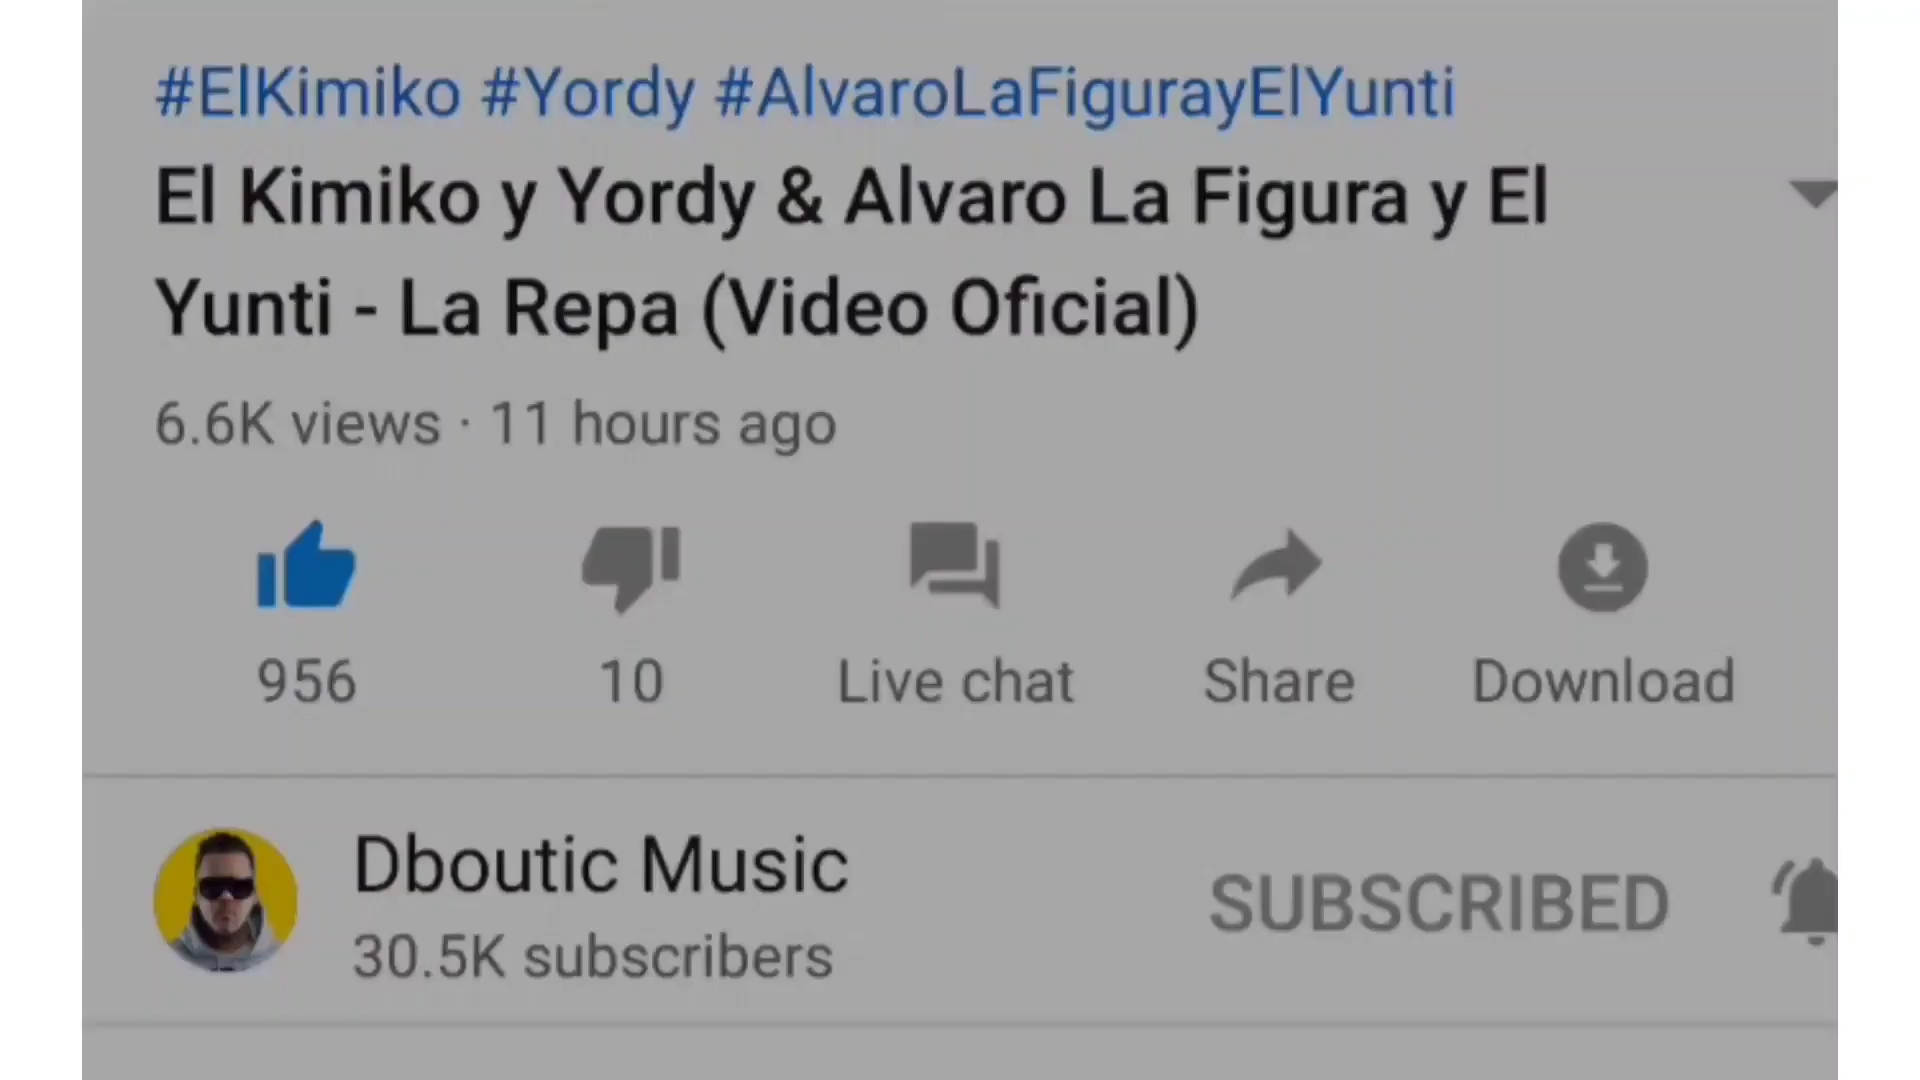 #ElKimiko #Yordy #AlvaroLaFigurayElYunti
El Kimiko y Yordy & Alvaro La Figura y El
Yunti - La Repa (Video Oficial)
6.6K views · 11 hours ago
956
10
Live chat
Share
Download
Dboutic Music
SUBSCRIBED
30.5K subscribers